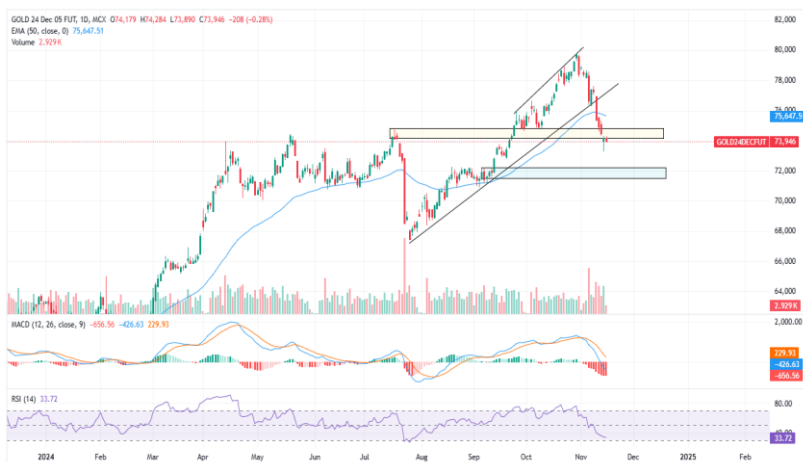 GOLD 24 Dec 05 FUT, 1D, MCX O74,179 H74,284 L73,890 C73,946 −208 (−0.28%)
EMA (50, close, 0) 75,647.51
Volume 2.929K
82,000
80,000
78,000
76,000
75,647.5
GOLD24DECFUT 73,946
72,000
70,000
68,000
66,000
64,000
2.929K
MACD (12, 26, close, 9) −656.56 −426.63 229.93
2,000.00
229.93
−426.63
−656.56
RSI (14) 33.72
80.00
33.72
2024 Feb Mar Apr May Jun Jul Aug Sep Oct Nov Dec 2025 Feb